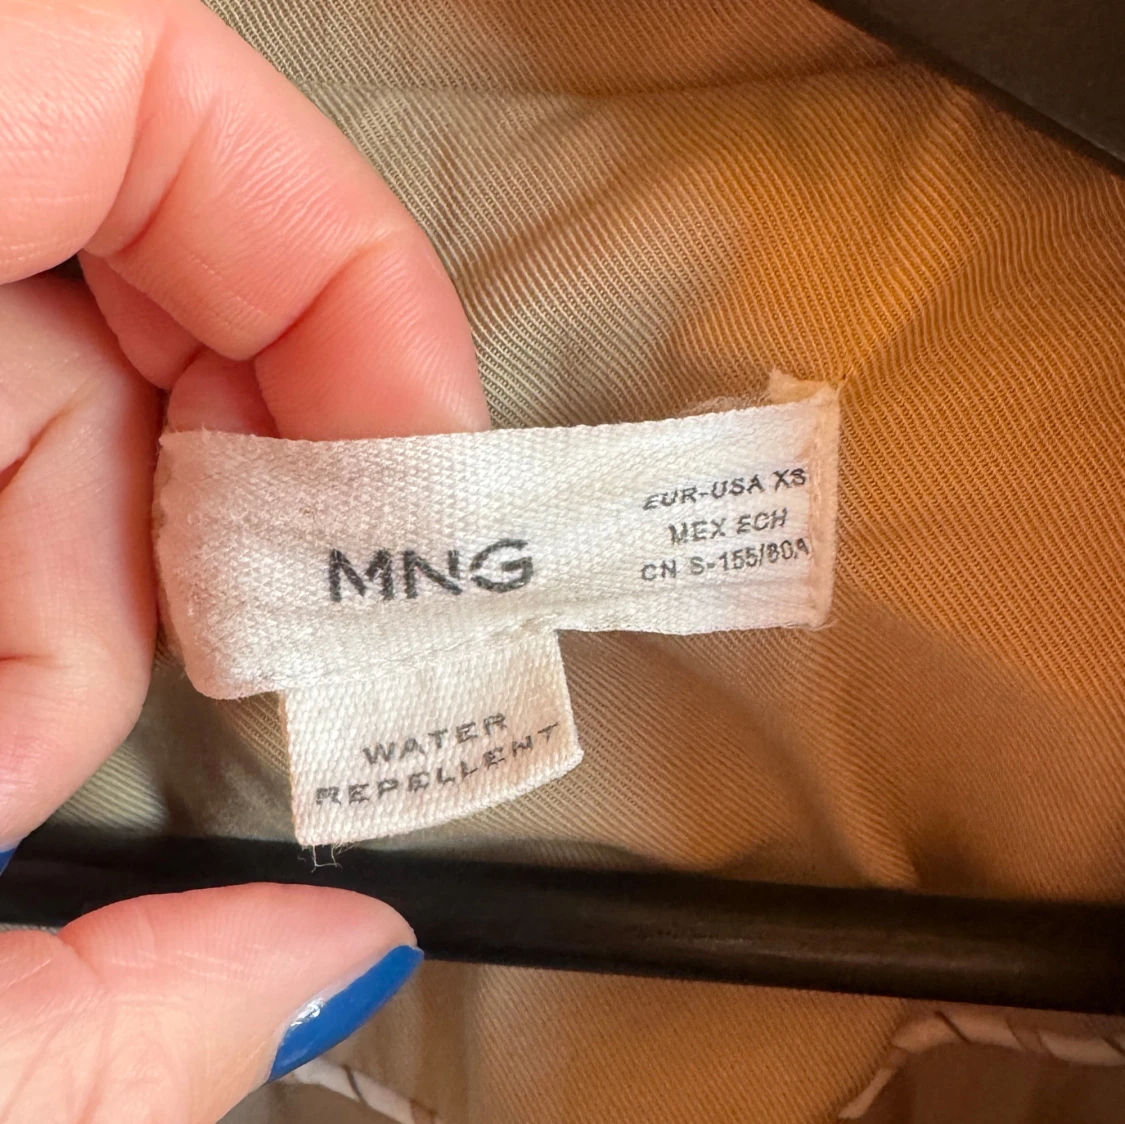 MNG
EUR-USA XS
MEX ECH
CN S-155/80A
WATER
REPELLENT